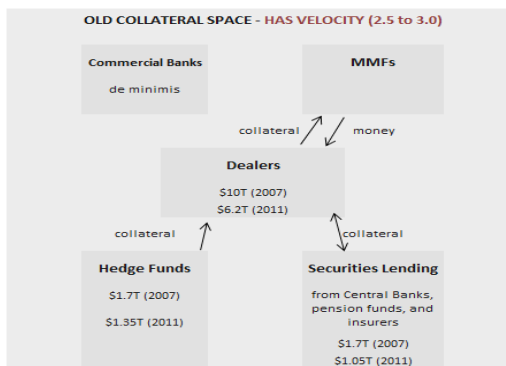 OLD COLLATERAL SPACE - HAS VELOCITY (2.5 to 3.0)
Commercial Banks
de minimis
MMFs
collateral
money
Dealers
$10T (2007)
$6.2T (2011)
collateral
collateral
Hedge Funds
$1.7T (2007)
$1.35T (2011)
Securities Lending
from Central Banks,
pension funds, and
insurers
$1.7T (2007)
$1.05T (2011)